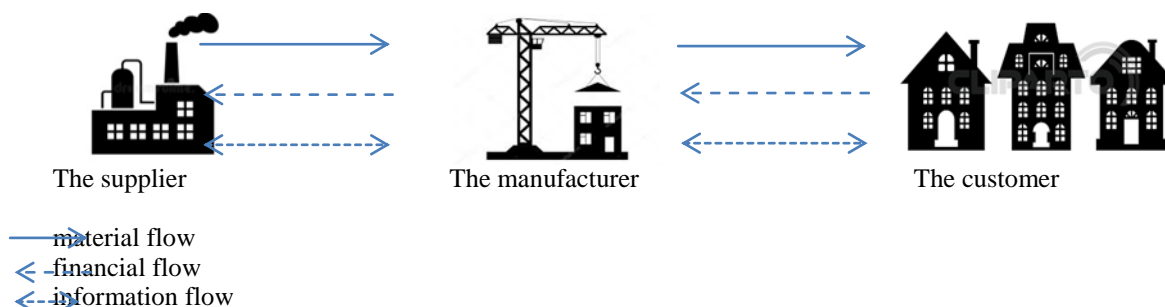 The supplier The manufacturer The customer
material flow
financial flow
information flow